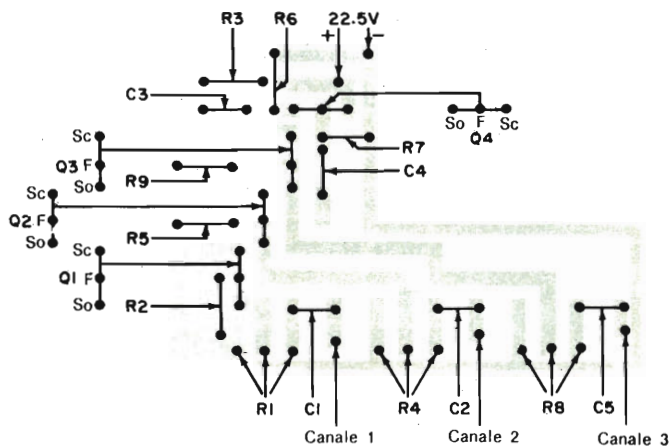 R3 R6 22.5V
+ −
C3
So F Sc
Q4
Sc
R7
Q3 F
C4
So
R9
Sc
Q2 F
So
R5
Sc
Q1 F
So
R2
R1 C1 R4 C2 R8 C5
Canale 1 Canale 2 Canale 3